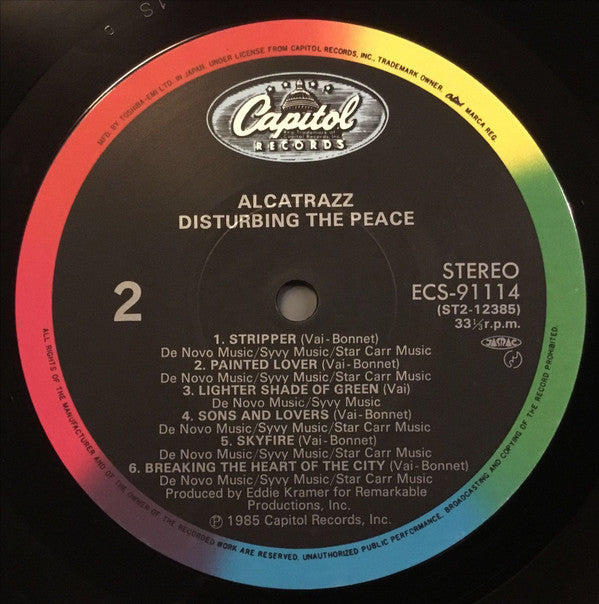 MFD. BY TOSHIBA-EMI LTD. IN JAPAN. UNDER LICENSE FROM CAPITOL RECORDS, INC., TRADEMARK OWNER. MARCA REG.
Capitol
RECORDS
ALCATRAZZ
DISTURBING THE PEACE
2
STEREO
ECS-91114
(ST2-12385)
33⅓ r.p.m.
JASRAC
1. STRIPPER (Vai-Bonnet)
De Novo Music/Syvy Music/Star Carr Music
2. PAINTED LOVER (Vai-Bonnet)
De Novo Music/Syvy Music/Star Carr Music
3. LIGHTER SHADE OF GREEN (Vai)
De Novo Music/Syvy Music
4. SONS AND LOVERS (Vai-Bonnet)
De Novo Music/Syvy Music/Star Carr Music
5. SKYFIRE (Vai-Bonnet)
De Novo Music/Syvy Music/Star Carr Music
6. BREAKING THE HEART OF THE CITY (Vai-Bonnet)
De Novo Music/Syvy Music/Star Carr Music
Produced by Eddie Kramer for Remarkable
Productions, Inc.
℗ 1985 Capitol Records, Inc.
ALL RIGHTS OF THE MANUFACTURER AND OF THE OWNER OF THE RECORDED WORK ARE RESERVED. UNAUTHORIZED PUBLIC PERFORMANCE, BROADCASTING AND COPYING OF THE RECORD PROHIBITED.